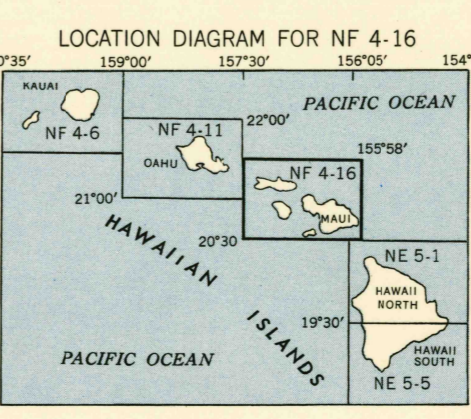 LOCATION DIAGRAM FOR NF 4-16
0°35' 159°00' 157°30' 156°05' 154°
KAUAI
NF 4-6
PACIFIC OCEAN
NF 4-11
OAHU
22°00'
155°58'
NF 4-16
MAUI
21°00'
20°30
HAWAIIAN ISLANDS
NE 5-1
HAWAII
NORTH
19°30'
HAWAII
SOUTH
NE 5-5
PACIFIC OCEAN